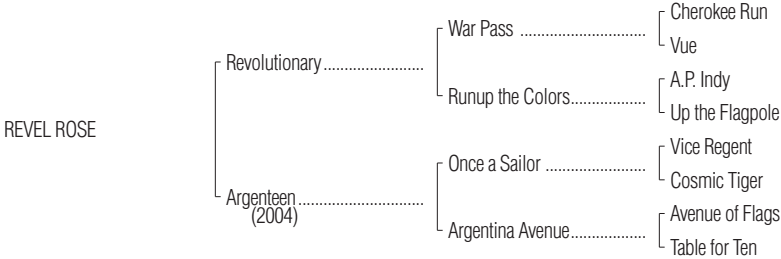 Cherokee Run
War Pass ..............................
Vue
Revolutionary........................
A.P. Indy
Runup the Colors..................
Up the Flagpole
REVEL ROSE
Vice Regent
Once a Sailor ........................
Cosmic Tiger
Argenteen..............................
(2004)
Avenue of Flags
Argentina Avenue..................
Table for Ten